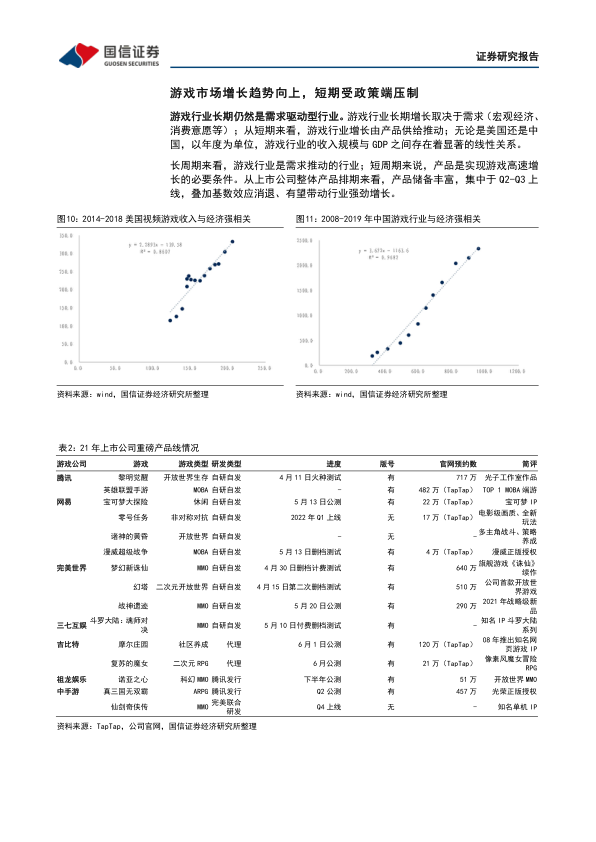 国信证券
GUOSEN SECURITIES
证券研究报告
游戏市场增长趋势向上，短期受政策端压制
游戏行业长期仍然是需求驱动型行业。游戏行业长期增长取决于需求（宏观经济、
消费意愿等）；从短期来看，游戏行业增长由产品供给推动；无论是美国还是中
国，以年度为单位，游戏行业的收入规模与 GDP 之间存在着显著的线性关系。
长周期来看，游戏行业是需求推动的行业；短周期来说，产品是实现游戏高速增
长的必要条件。从上市公司整体产品排期来看，产品储备丰富，集中于 Q2-Q3 上
线，叠加基数效应消退、有望带动行业强劲增长。
图10：2014-2018 美国视频游戏收入与经济强相关
图11：2008-2019 年中国游戏行业与经济强相关
资料来源：wind，国信证券经济研究所整理
资料来源：wind，国信证券经济研究所整理
表2：21 年上市公司重磅产品线情况
游戏公司 游戏 游戏类型 研发类型 进度 版号 官网预约数 简评
腾讯 黎明觉醒 开放世界生存 自研自发 4 月 11 日火种测试 有 717 万 光子工作室作品
英雄联盟手游 MOBA 自研自发 - 有 482 万（TapTap） TOP 1 MOBA 端游
网易 宝可梦大探险 休闲 自研自发 5 月 13 日公测 有 22 万（TapTap） 宝可梦 IP
零号任务 非对称对抗 自研自发 2022 年 Q1 上线 无 17 万（TapTap） 电影级画质、全新
玩法
诸神的黄昏 开放世界 自研自发 - 无 - 多主角战斗、策略
养成
漫威超级战争 MOBA 自研自发 5 月 13 日删档测试 有 4 万（TapTap） 漫威正版授权
完美世界 梦幻新诛仙 MMO 自研自发 4 月 30 日删档计费测试 有 640 万 旗舰游戏《诛仙》
续作
幻塔 二次元开放世界 自研自发 4 月 15 日第二次删档测试 有 510 万 公司首款开放世
界游戏
战神遗迹 MMO 自研自发 5 月 20 日公测 有 290 万 2021 年战略级新
品
三七互娱 斗罗大陆：魂师对
决 MMO 自研自发 5 月 10 日付费删档测试 有 - 知名 IP 斗罗大陆
系列
吉比特 摩尔庄园 社区养成 代理 6 月 1 日公测 有 120 万（TapTap） 08 年推出知名网
页游戏 IP
复苏的魔女 二次元 RPG 代理 6 月公测 有 21 万（TapTap） 像素风魔女冒险
RPG
祖龙娱乐 诺亚之心 科幻 MMO 腾讯发行 下半年公测 有 51 万 开放世界 MMO
中手游 真三国无双霸 ARPG 腾讯发行 Q2 公测 有 457 万 光荣正版授权
仙剑奇侠传 MMO 完美联合
研发 Q4 上线 无 - 知名单机 IP
资料来源：TapTap，公司官网，国信证券经济研究所整理